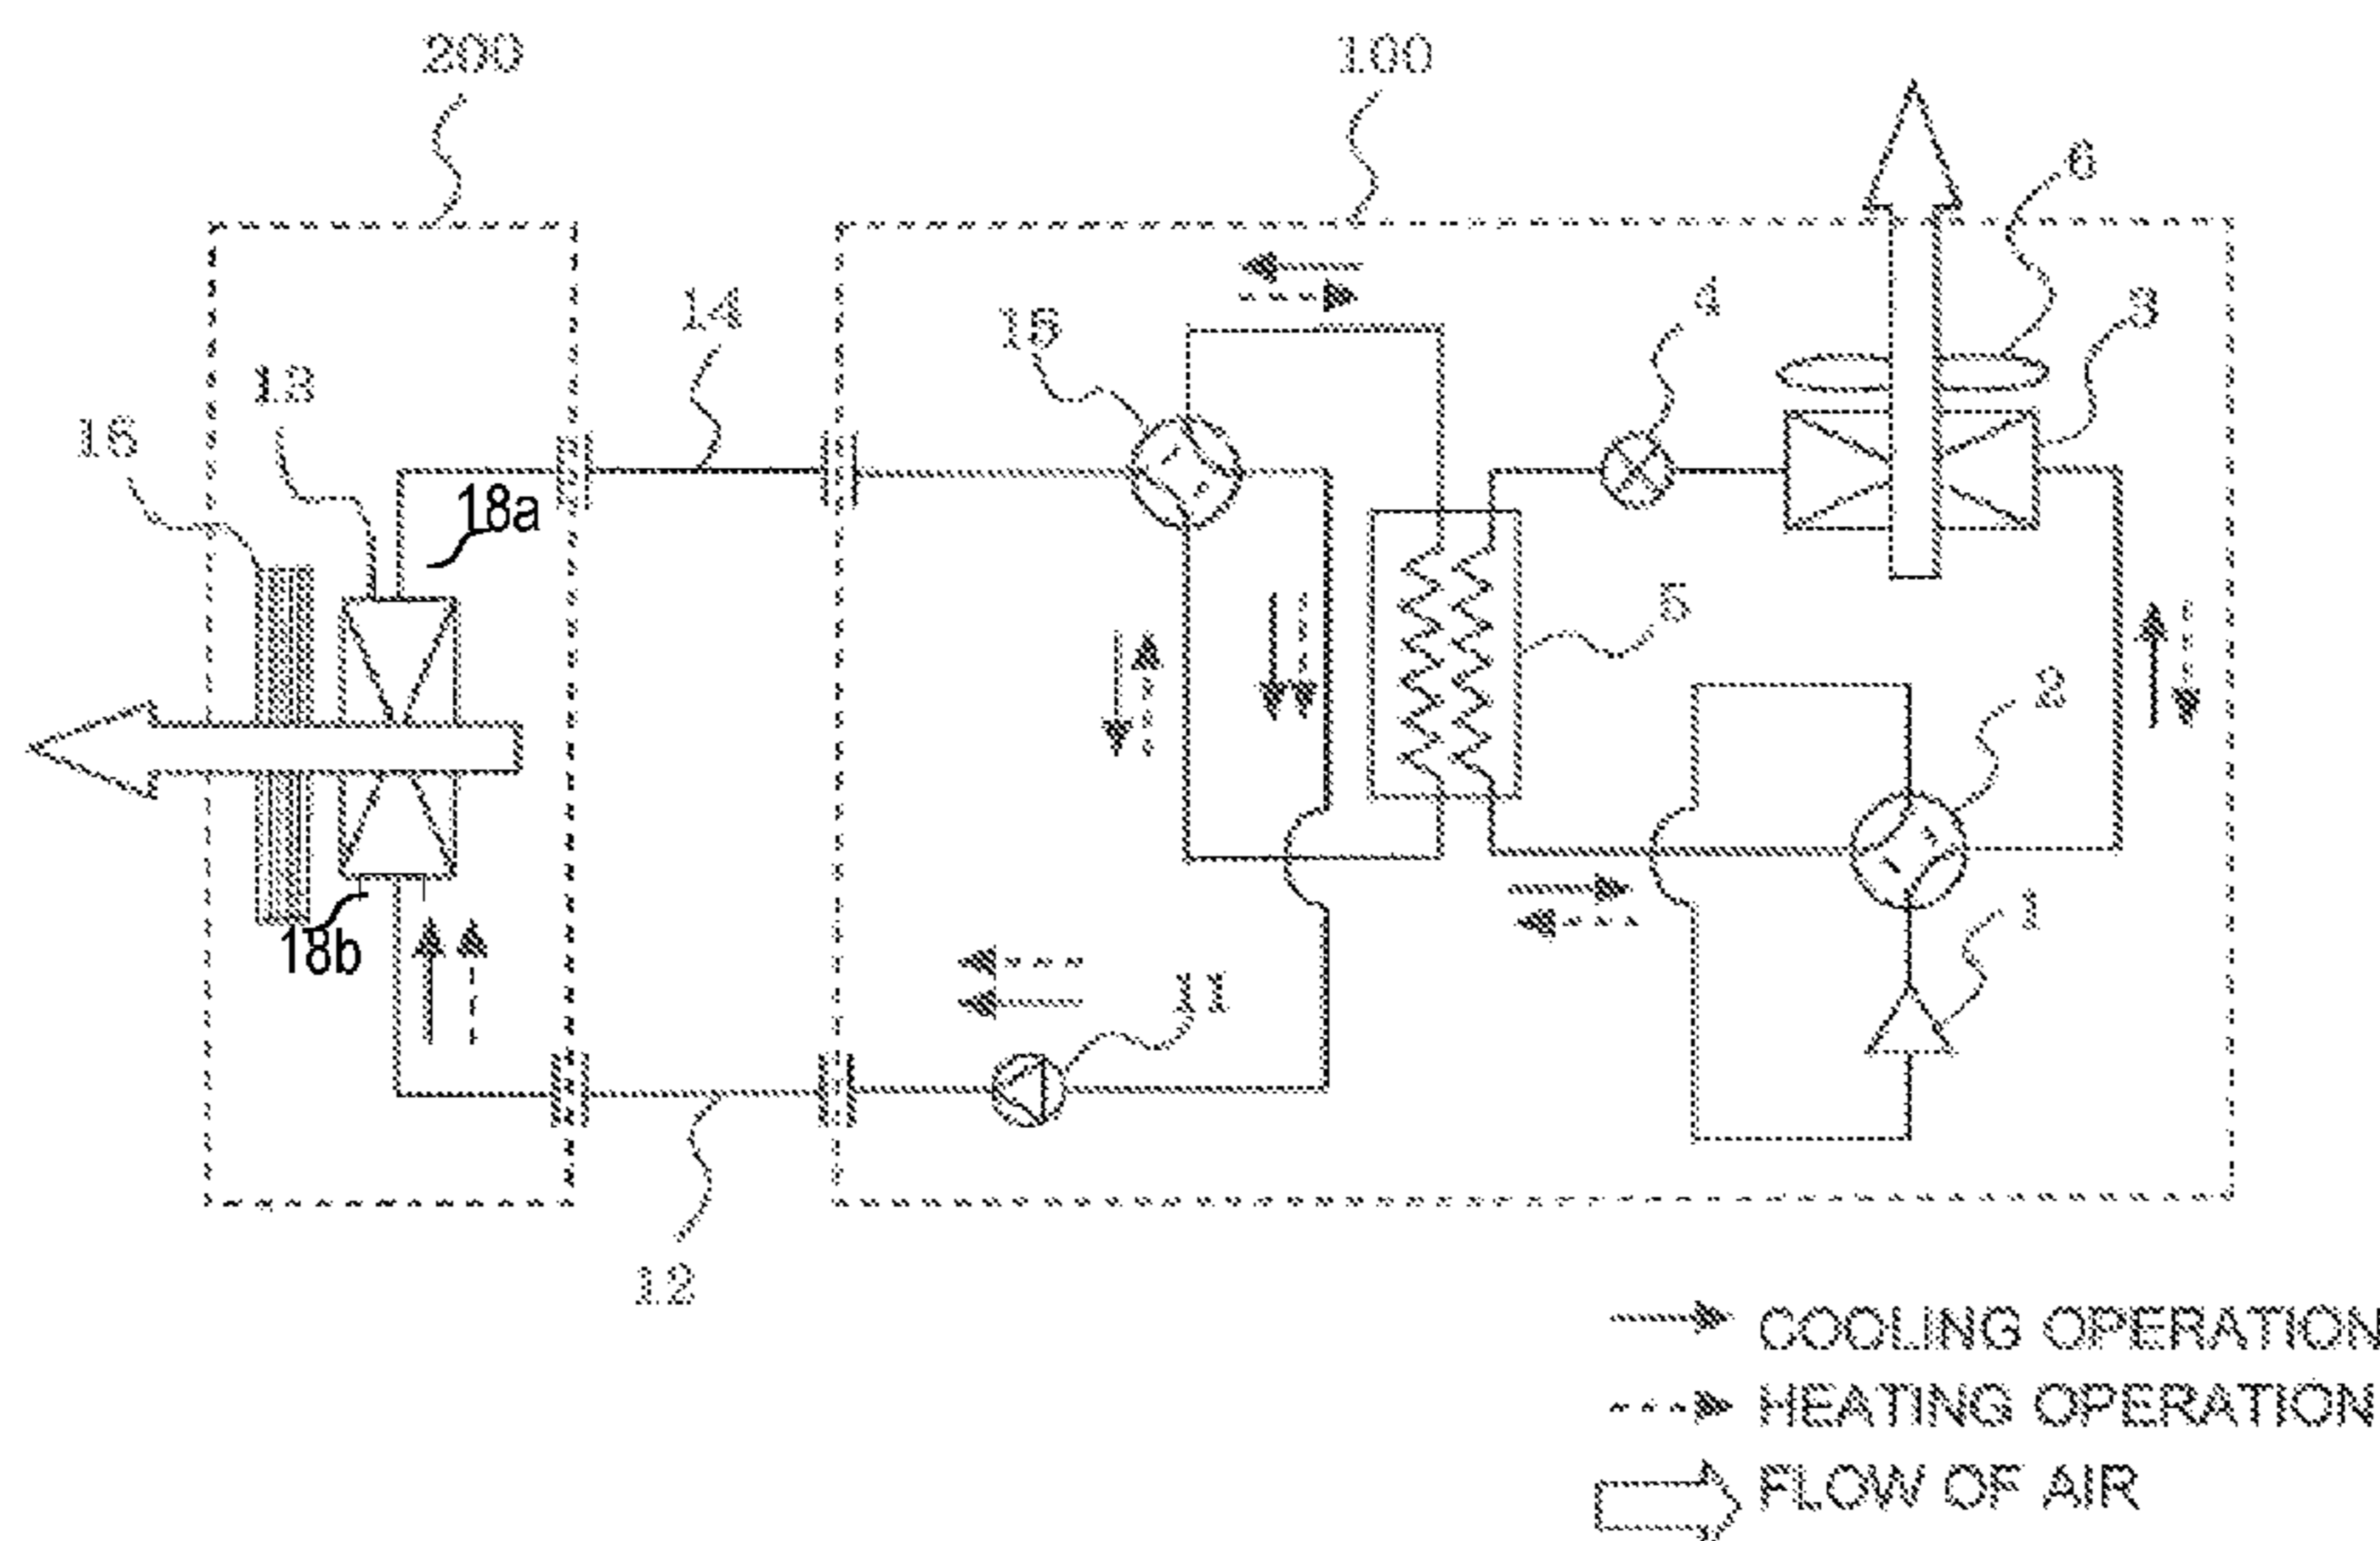 200
100
6
14
15
4
3
13
16
18a
5
2
18b
11
1
12
COOLING OPERATION
HEATING OPERATION
FLOW OF AIR